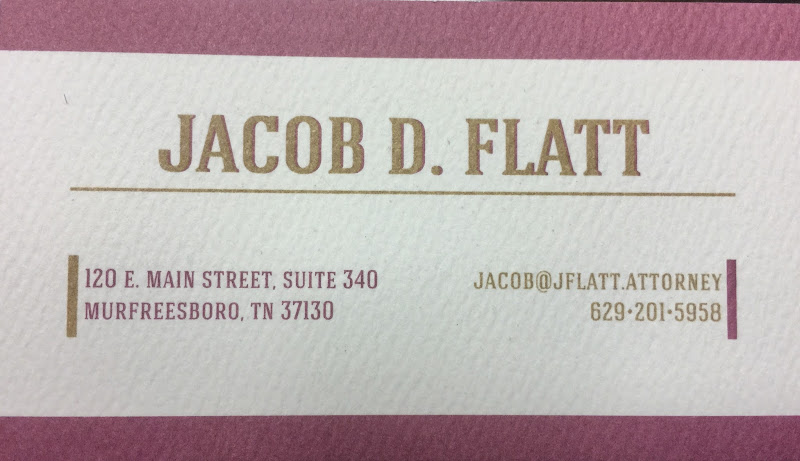 JACOB D. FLATT
120 E. MAIN STREET, SUITE 340
MURFREESBORO, TN 37130
JACOB@JFLATT.ATTORNEY
629•201•5958